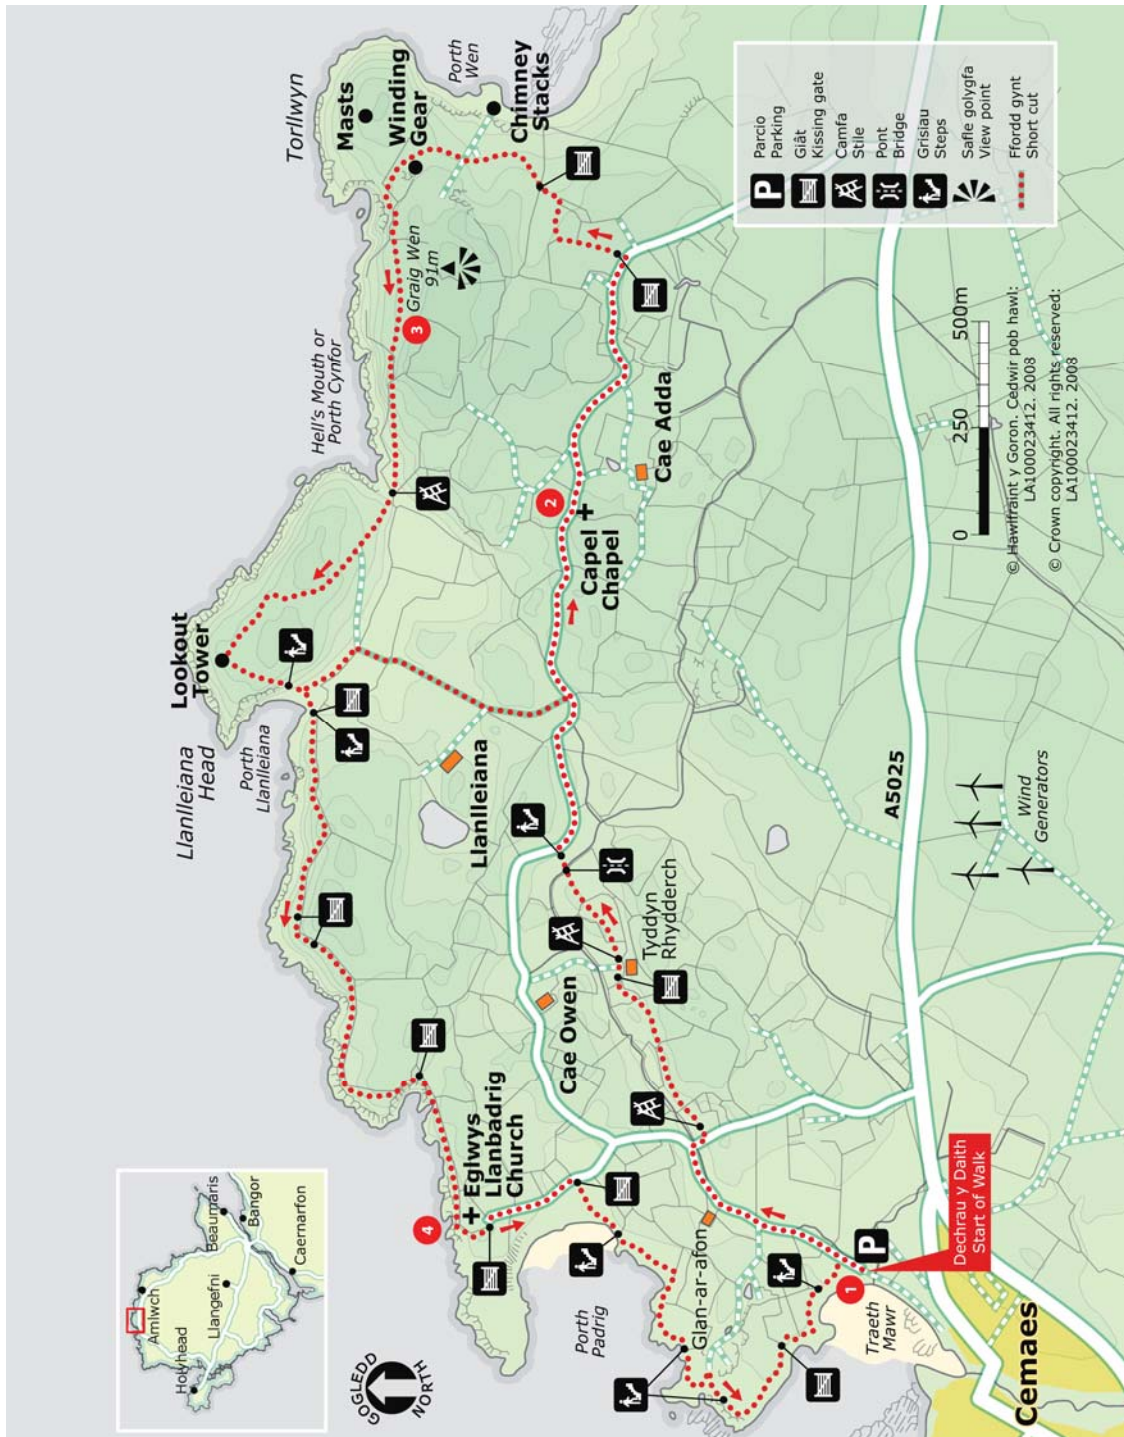 Holyhead
Amlwch
Llangefni
Beaumaris
Bangor
Caernarfon
GOGLEDD
NORTH
Llanlleiana
Head
Porth
Llanlleiana
Lookout
Tower
Hell's Mouth or
Porth Cynfor
Torllwyn
Masts
Winding
Gear
Porth
Wen
Chimney
Stacks
Graig Wen
91m
3
4
Eglwys
Llanbadrig
Church
Porth
Padrig
Llanlleiana
2
Capel
Chapel
Cae Adda
Cae Owen
Tyddyn
Rhydderch
Glan-ar-afon
Traeth
Mawr
1
P
Dechrau y Daith
Start of Walk
Cemaes
A5025
Wind
Generators
0
250
500m
© Hawlfraint y Goron. Cedwir pob hawl:
LA100023412. 2008
© Crown copyright. All rights reserved:
LA100023412. 2008
P
Parcio
Parking
Giât
Kissing gate
Camfa
Stile
Pont
Bridge
Grisiau
Steps
Safle golygfa
View point
Ffordd gynt
Short cut